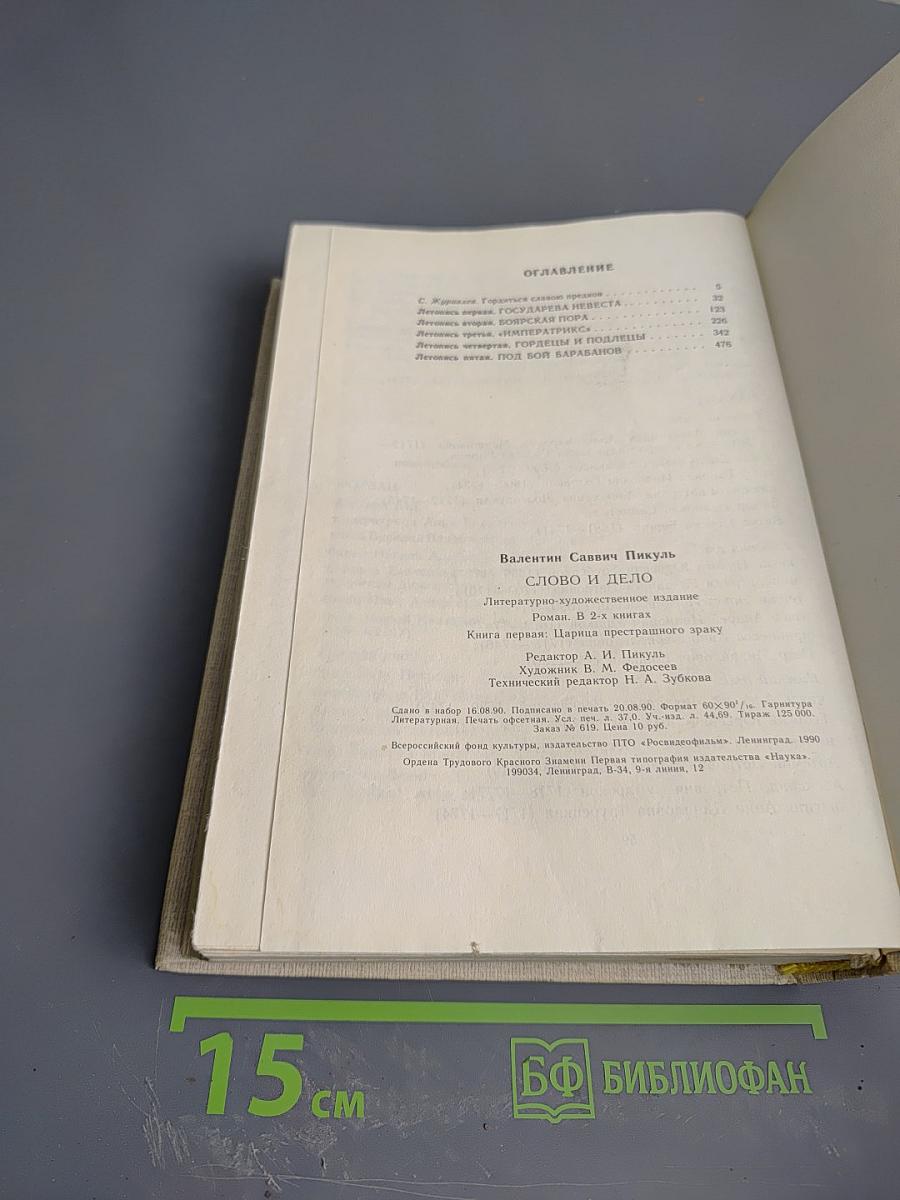 ОГЛАВЛЕНИЕ
С. Журавлев. Гордиться славою предков . . . . . . . . . . . . . 5
Летопись первая. ГОСУДАРЕВА НЕВЕСТА . . . . . . . . . . . 32
Летопись вторая. БОЯРСКАЯ ПОРА . . . . . . . . . . . . . . 123
Летопись третья. «ИМПЕРАТРИКС» . . . . . . . . . . . . . . 226
Летопись четвертая. ГОРДЕЦЫ И ПОДЛЕЦЫ . . . . . . . 342
Летопись пятая. ПОД БОЙ БАРАБАНОВ . . . . . . . . . . . 476
Валентин Саввич Пикуль
СЛОВО И ДЕЛО
Литературно-художественное издание
Роман. В 2-х книгах
Книга первая: Царица престрашного зраку
Редактор А. И. Пикуль
Художник В. М. Федосеев
Технический редактор Н. А. Зубкова
Сдано в набор 16.08.90. Подписано в печать 20.08.90. Формат 60×90¹/₁₆. Гарнитура
Литературная. Печать офсетная. Усл. печ. л. 37,0. Уч.-изд. л. 44,69. Тираж 125 000.
Заказ № 619. Цена 10 руб.
Всероссийский фонд культуры, издательство ПТО «Росвидеофильм». Ленинград. 1990
Ордена Трудового Красного Знамени Первая типография издательства «Наука».
199034, Ленинград, В-34, 9-я линия, 12
15 см
БФ БИБЛИОФАН